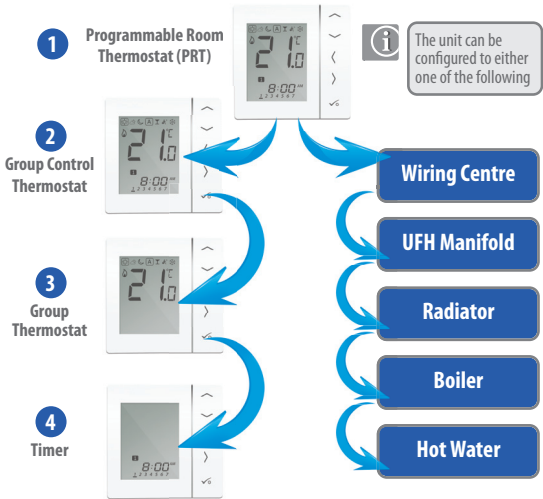 1
Programmable Room
Thermostat (PRT)
21.0 °C
8:00 AM
1 2 3 4 5 6 7
i
The unit can be
configured to either
one of the following
2
Group Control
Thermostat
21.0 °C
8:00 AM
1 2 3 4 5 6 7
3
Group
Thermostat
21.0 °C
4
Timer
8:00 AM
1 2 3 4 5 6 7
Wiring Centre
UFH Manifold
Radiator
Boiler
Hot Water